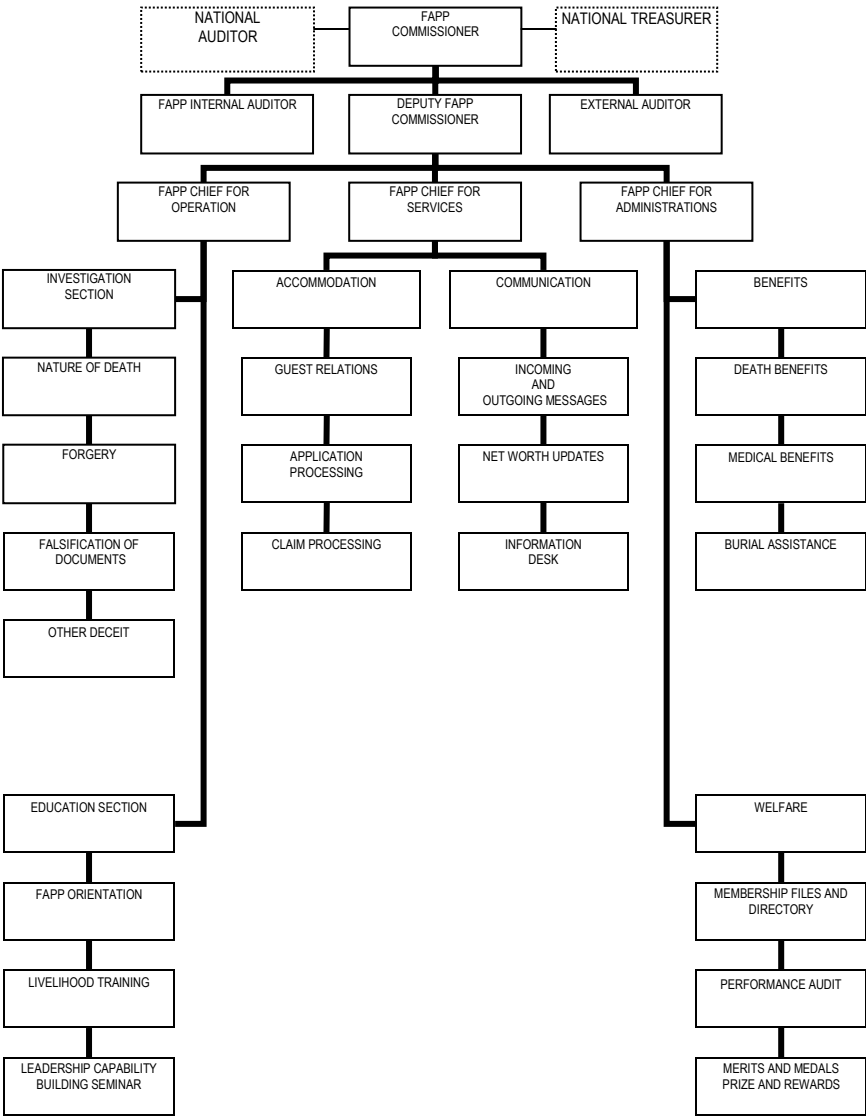 NATIONAL
AUDITOR
FAPP
COMMISSIONER
NATIONAL TREASURER
FAPP INTERNAL AUDITOR
DEPUTY FAPP
COMMISSIONER
EXTERNAL AUDITOR
FAPP CHIEF FOR
OPERATION
FAPP CHIEF FOR
SERVICES
FAPP CHIEF FOR
ADMINISTRATIONS
INVESTIGATION
SECTION
ACCOMMODATION
COMMUNICATION
BENEFITS
NATURE OF DEATH
GUEST RELATIONS
INCOMING
AND
OUTGOING MESSAGES
DEATH BENEFITS
FORGERY
APPLICATION
PROCESSING
NET WORTH UPDATES
MEDICAL BENEFITS
FALSIFICATION OF
DOCUMENTS
CLAIM PROCESSING
INFORMATION
DESK
BURIAL ASSISTANCE
OTHER DECEIT
EDUCATION SECTION
WELFARE
FAPP ORIENTATION
MEMBERSHIP FILES AND
DIRECTORY
LIVELIHOOD TRAINING
PERFORMANCE AUDIT
LEADERSHIP CAPABILITY
BUILDING SEMINAR
MERITS AND MEDALS
PRIZE AND REWARDS